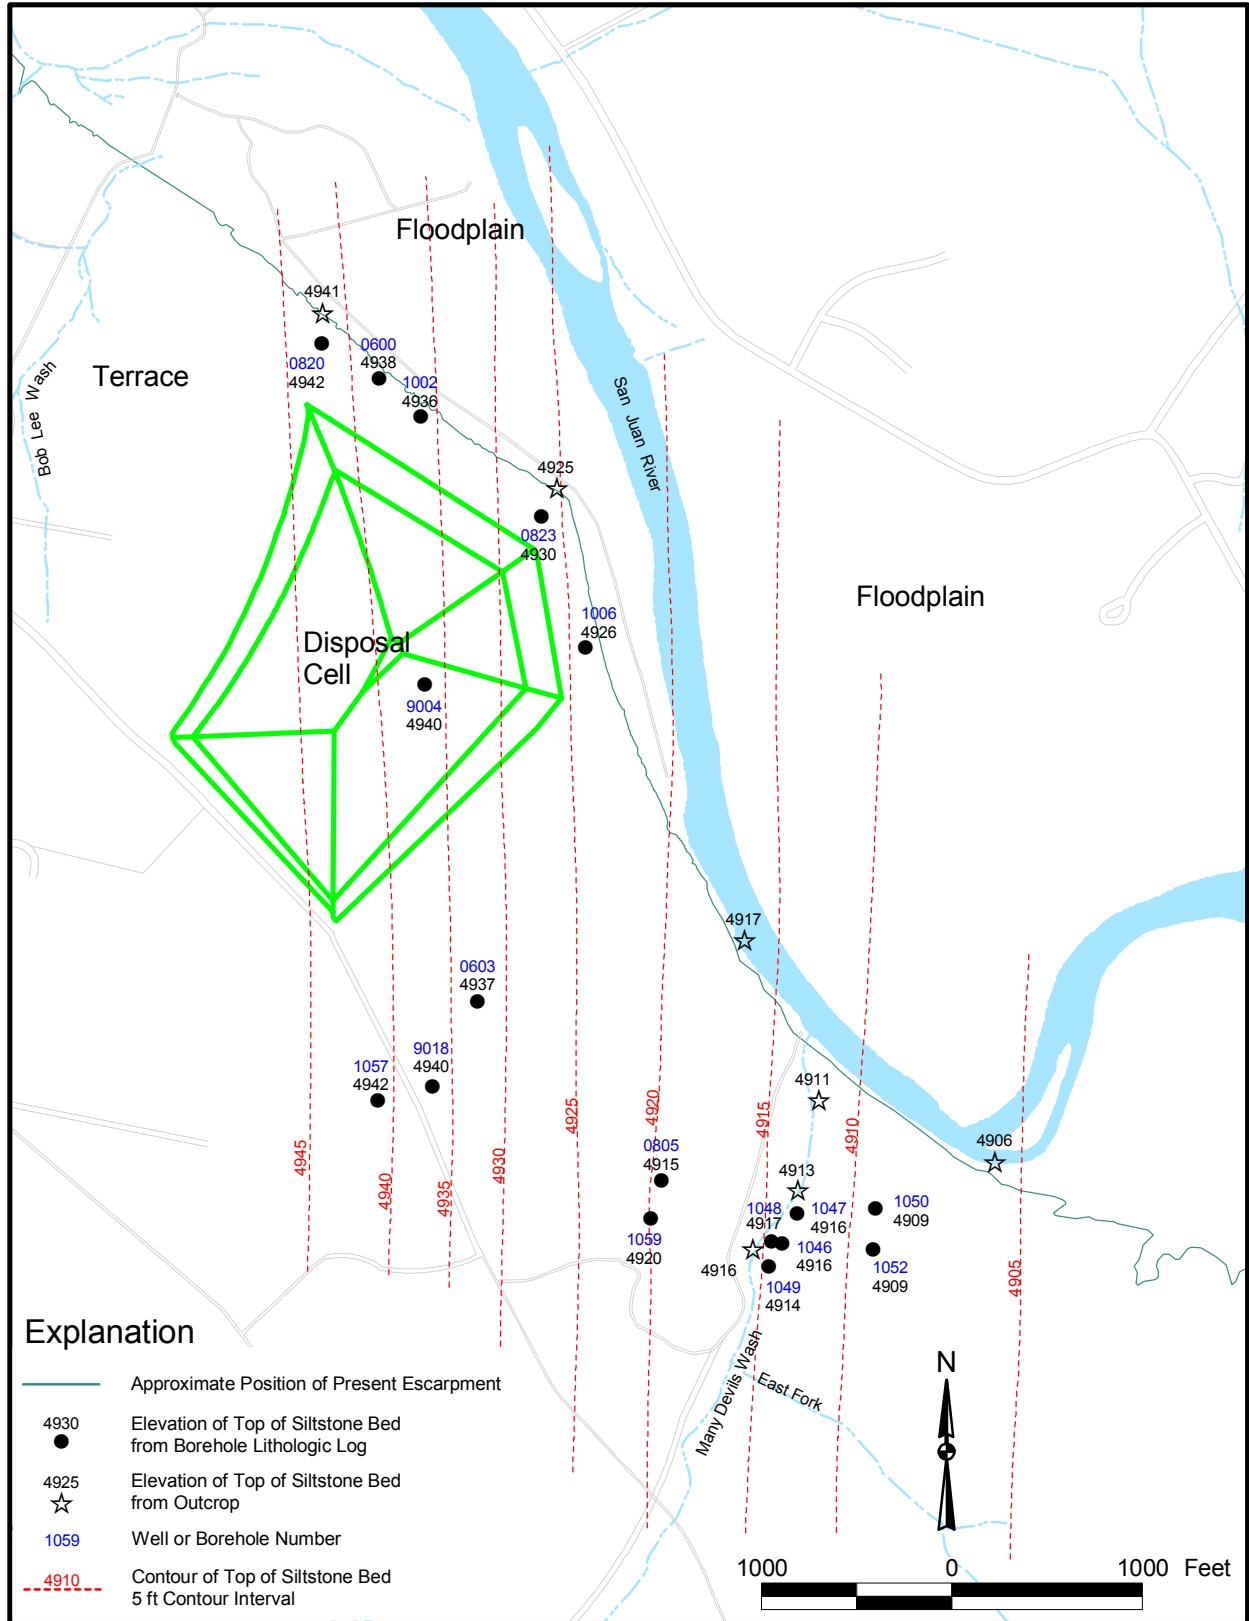 Floodplain
4941
0820
4942
0600
4938
1002
4936
Terrace
Bob Lee Wash
San Juan River
4925
0823
4930
1006
4926
Floodplain
Disposal
Cell
9004
4940
4917
0603
4937
9018
4940
1057
4942
4911
4906
0805
4915
4913
1048
4917
1047
4916
1050
4909
1059
4920
4916
1046
4916
1052
4909
1049
4914
4945
4940
4935
4930
4925
4920
4915
4910
4905
Many Devils Wash
East Fork
N
Explanation
Approximate Position of Present Escarpment
4930
Elevation of Top of Siltstone Bed
from Borehole Lithologic Log
4925
Elevation of Top of Siltstone Bed
from Outcrop
1059
Well or Borehole Number
4910
Contour of Top of Siltstone Bed
5 ft Contour Interval
1000 0 1000 Feet